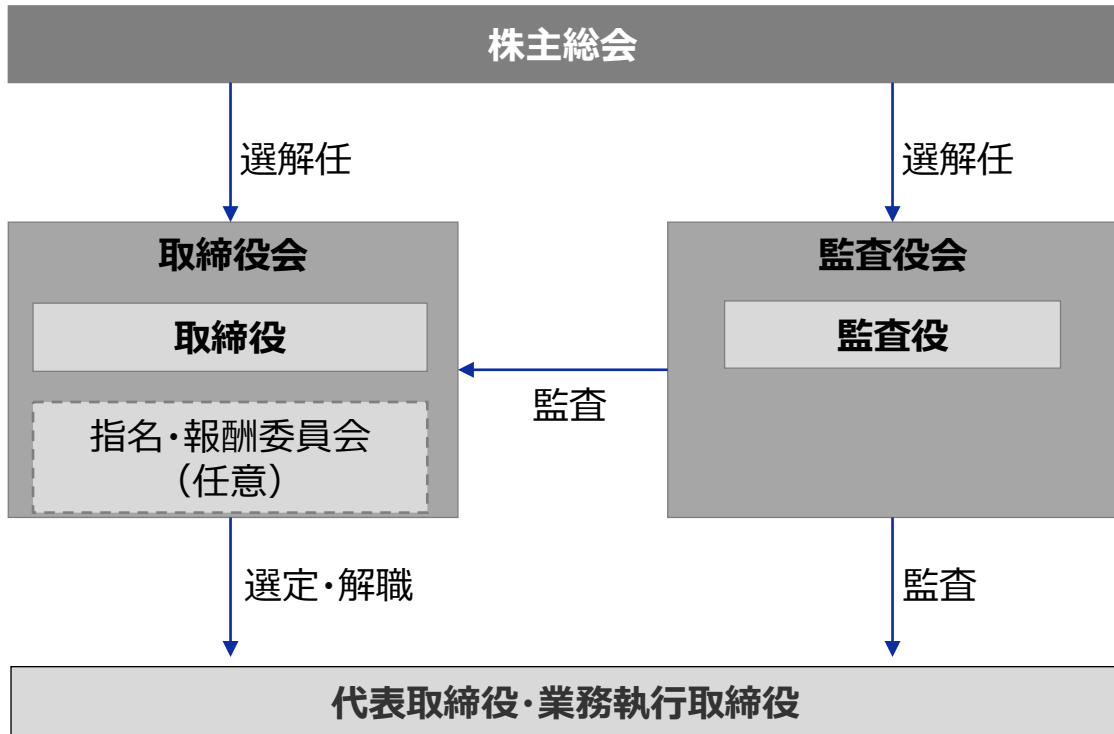 株主総会
選解任
選解任
取締役会
監査役会
取締役
監査役
監査
指名・報酬委員会
（任意）
選定・解職
監査
代表取締役・業務執行取締役